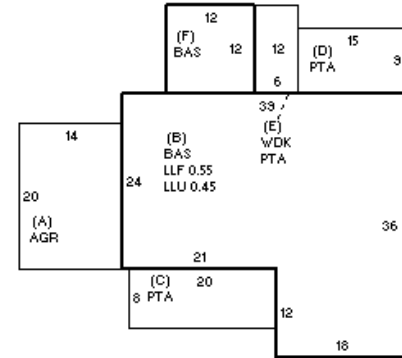 12
(F)
BAS
12
12
6
15
(D)
PTA
9
39
(E)
WDK
PTA
14
20
(A)
AGR
(B)
BAS
LLF 0.55
LLU 0.45
24
36
21
(C)
PTA
20
8
12
18